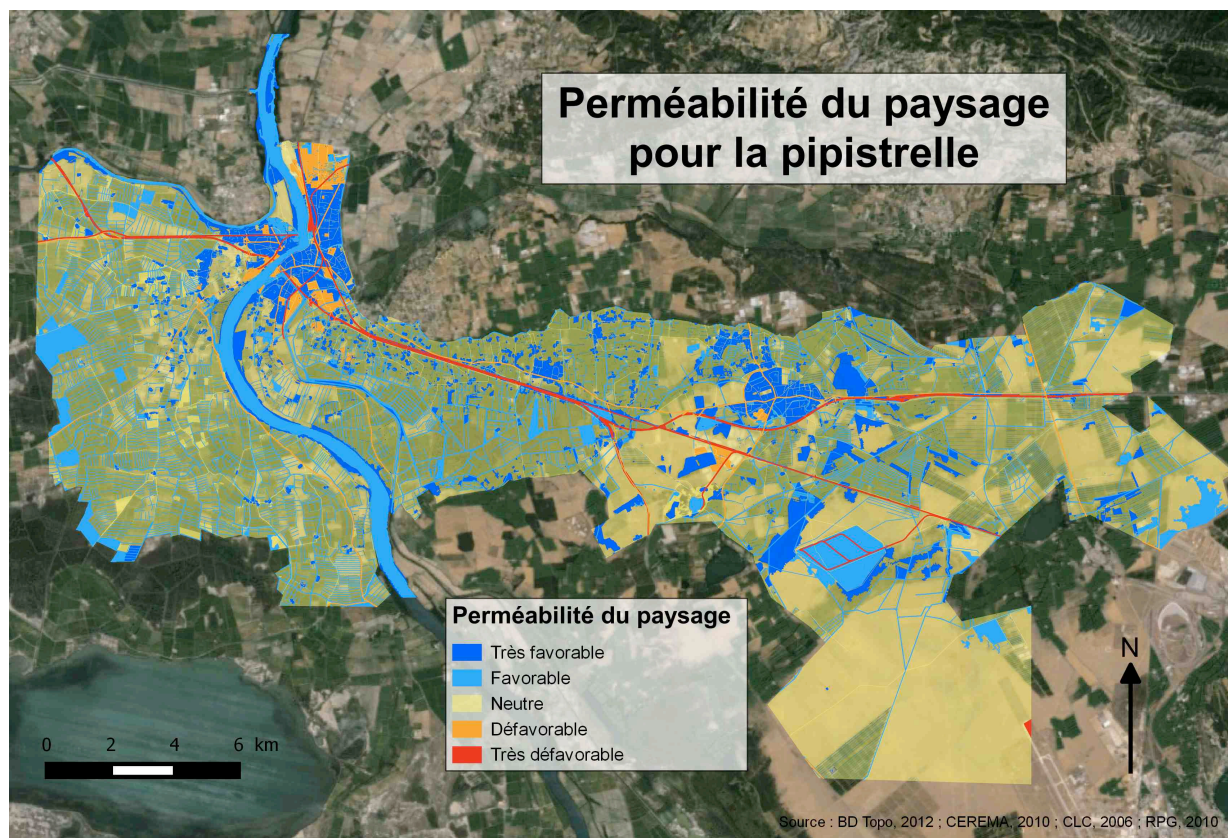 Perméabilité du paysage
pour la pipistrelle
Perméabilité du paysage
Très favorable
Favorable
Neutre
Défavorable
Très défavorable
N
0 2 4 6 km
Source : BD Topo, 2012 ; CEREMA, 2010 ; CLC, 2006 ; RPG, 2010